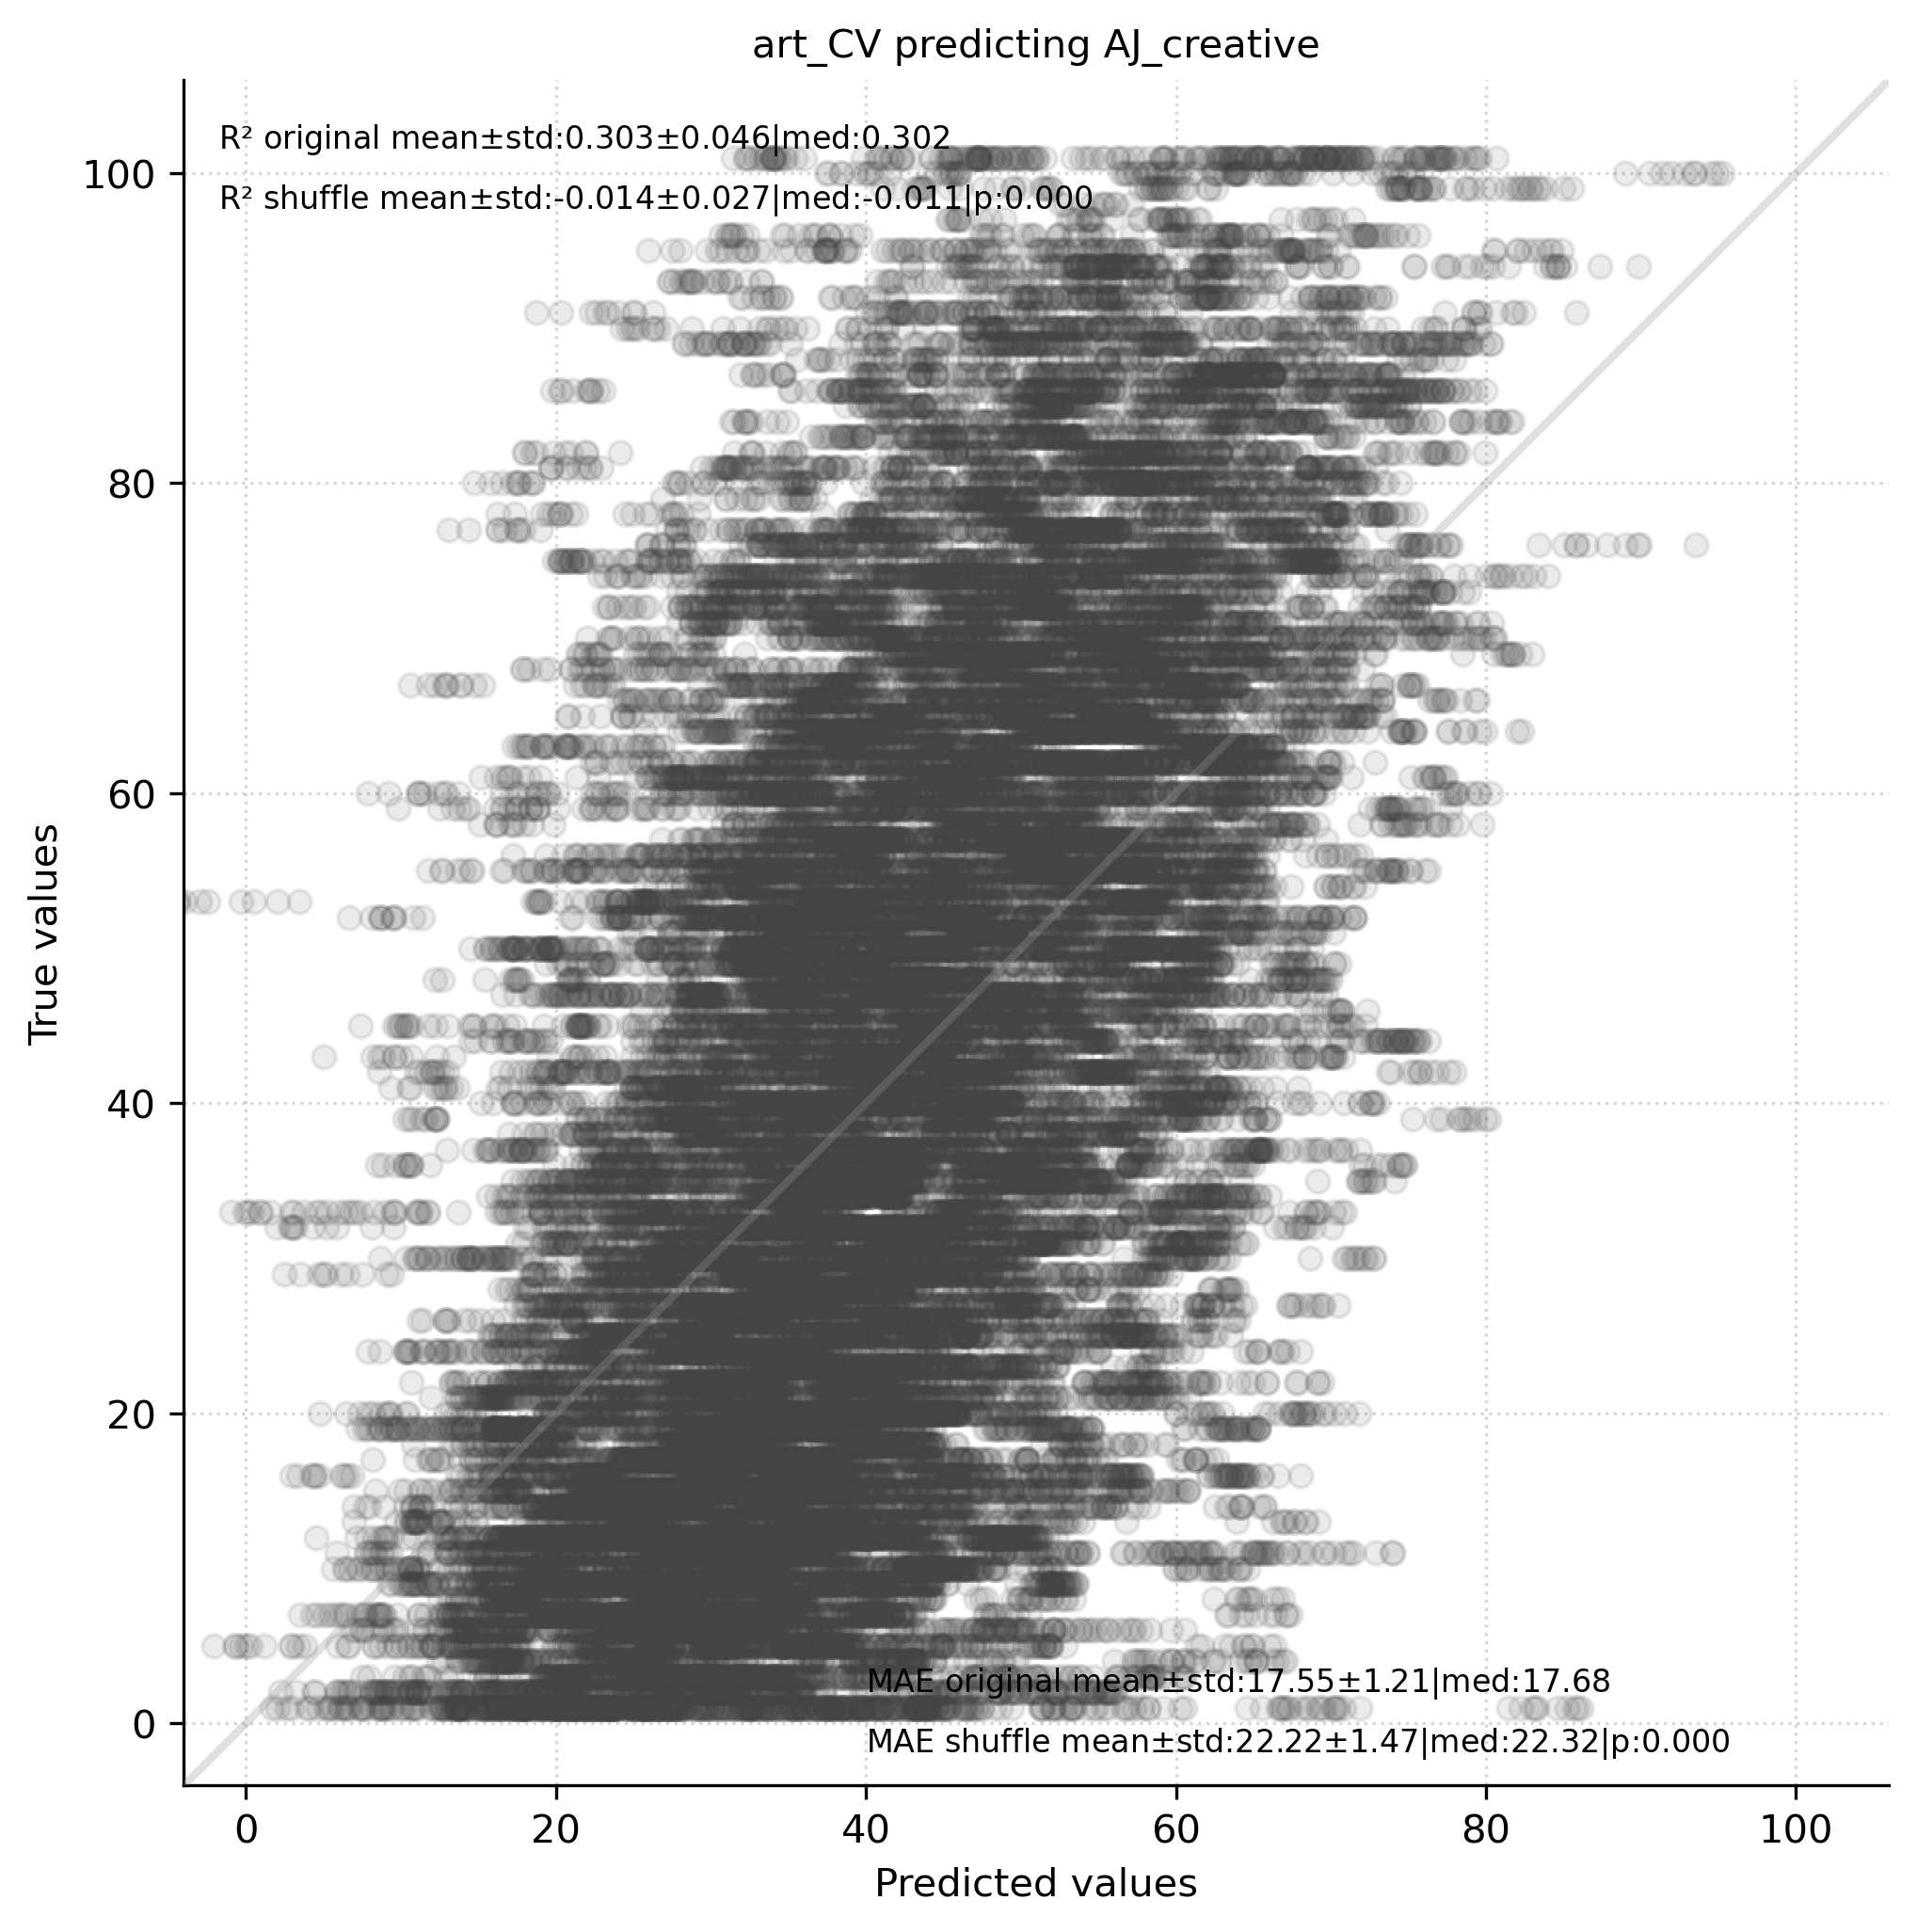 art_CV predicting AJ_creative
R² original mean±std:0.303±0.046|med:0.302
R² shuffle mean±std:-0.014±0.027|med:-0.011|p:0.000
100
80
60
40
20
0
True values
MAE original mean±std:17.55±1.21|med:17.68
MAE shuffle mean±std:22.22±1.47|med:22.32|p:0.000
0 20 40 60 80 100
Predicted values